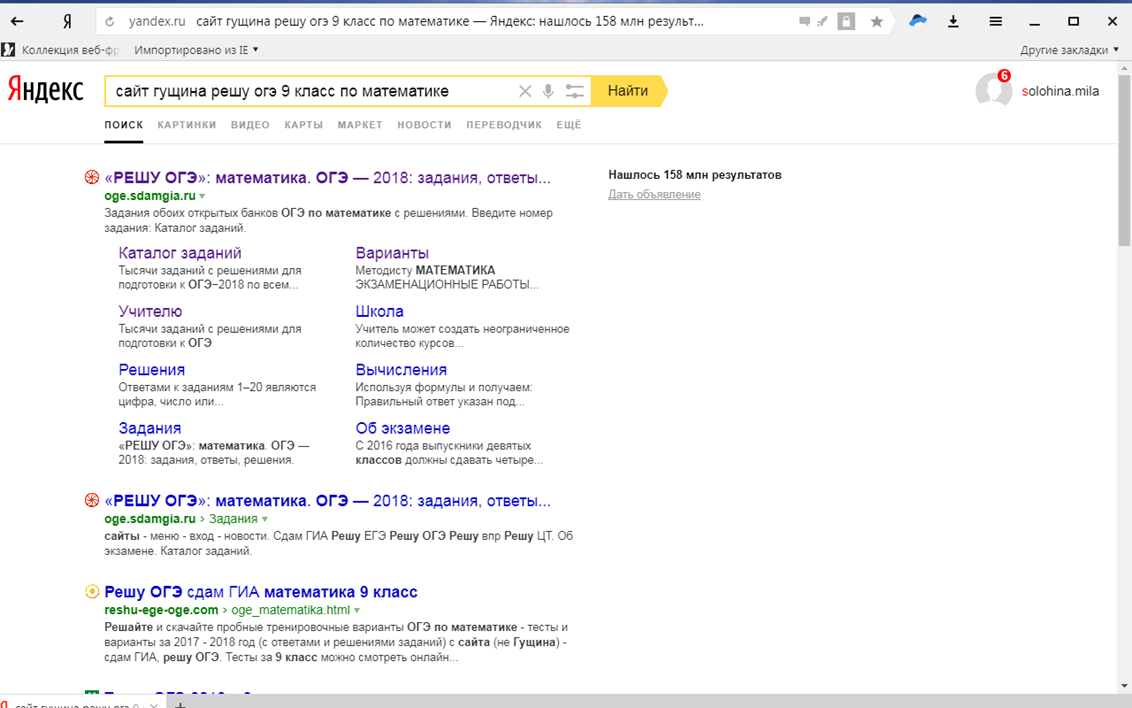 Я yandex.ru сайт гущина решу огэ 9 класс по математике — Яндекс: нашлось 158 млн результ...
Коллекция веб-фр Импортировано из IE Другие закладки
Яндекс сайт гущина решу огэ 9 класс по математике Найти 6 solohina.mila
ПОИСК КАРТИНКИ ВИДЕО КАРТЫ МАРКЕТ НОВОСТИ ПЕРЕВОДЧИК ЕЩЁ
«РЕШУ ОГЭ»: математика. ОГЭ — 2018: задания, ответы...
oge.sdamgia.ru
Задания обоих открытых банков ОГЭ по математике с решениями. Введите номер
задания: Каталог заданий.
Каталог заданий
Тысячи заданий с решениями для
подготовки к ОГЭ–2018 по всем...
Варианты
Методисту МАТЕМАТИКА
ЭКЗАМЕНАЦИОННЫЕ РАБОТЫ...
Учителю
Тысячи заданий с решениями для
подготовки к ОГЭ
Школа
Учитель может создать неограниченное
количество курсов...
Решения
Ответами к заданиям 1–20 являются
цифра, число или...
Вычисления
Используя формулы и получаем:
Правильный ответ указан под...
Задания
«РЕШУ ОГЭ»: математика. ОГЭ —
2018: задания, ответы, решения.
Об экзамене
С 2016 года выпускники девятых
классов должны сдавать четыре...
Нашлось 158 млн результатов
Дать объявление
«РЕШУ ОГЭ»: математика. ОГЭ — 2018: задания, ответы...
oge.sdamgia.ru › Задания
сайты - меню - вход - новости. Сдам ГИА Решу ЕГЭ Решу ОГЭ Решу впр Решу ЦТ. Об
экзамене. Каталог заданий.
Решу ОГЭ сдам ГИА математика 9 класс
reshu-ege-oge.com › oge_matematika.html
Решайте и скачайте пробные тренировочные варианты ОГЭ по математике - тесты и
варианты за 2017 - 2018 год (с ответами и решениями заданий) с сайта (не Гущина) -
сдам ГИА, решу ОГЭ. Тесты за 9 класс можно смотреть онлайн...
сайт гущина решу огэ 9